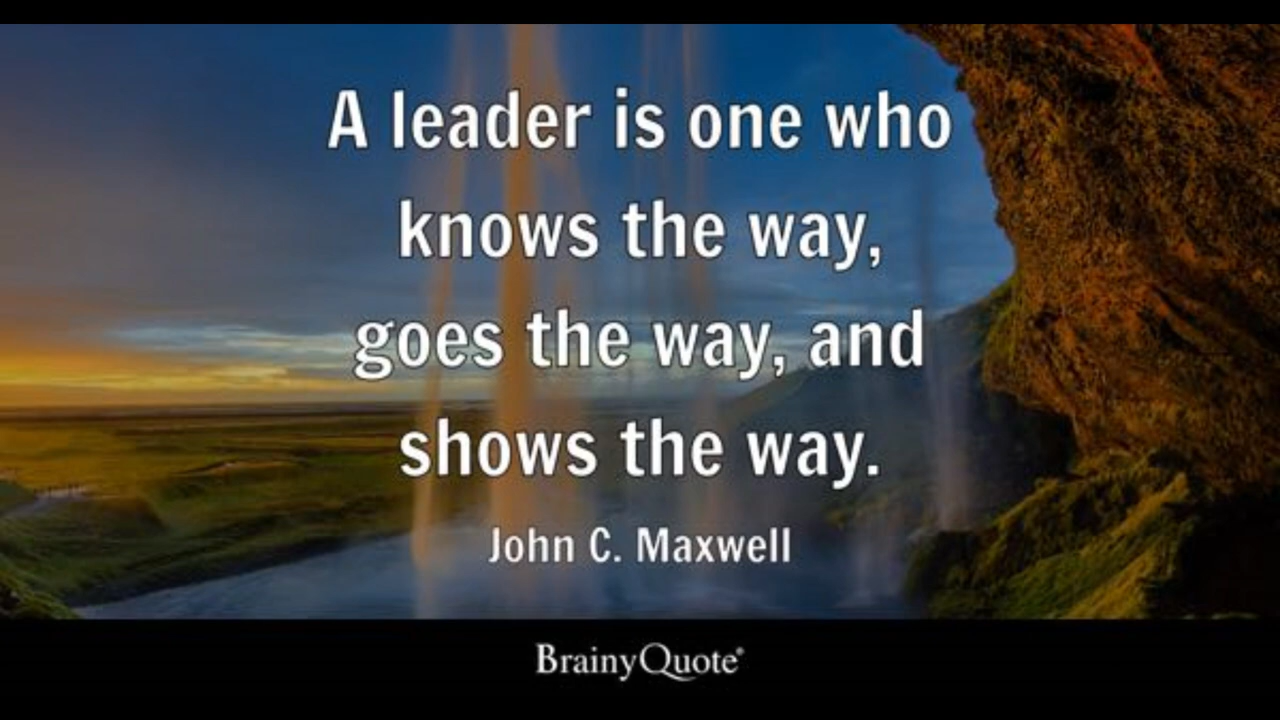 A leader is one who
knows the way,
goes the way, and
shows the way.
John C. Maxwell
BrainyQuote®